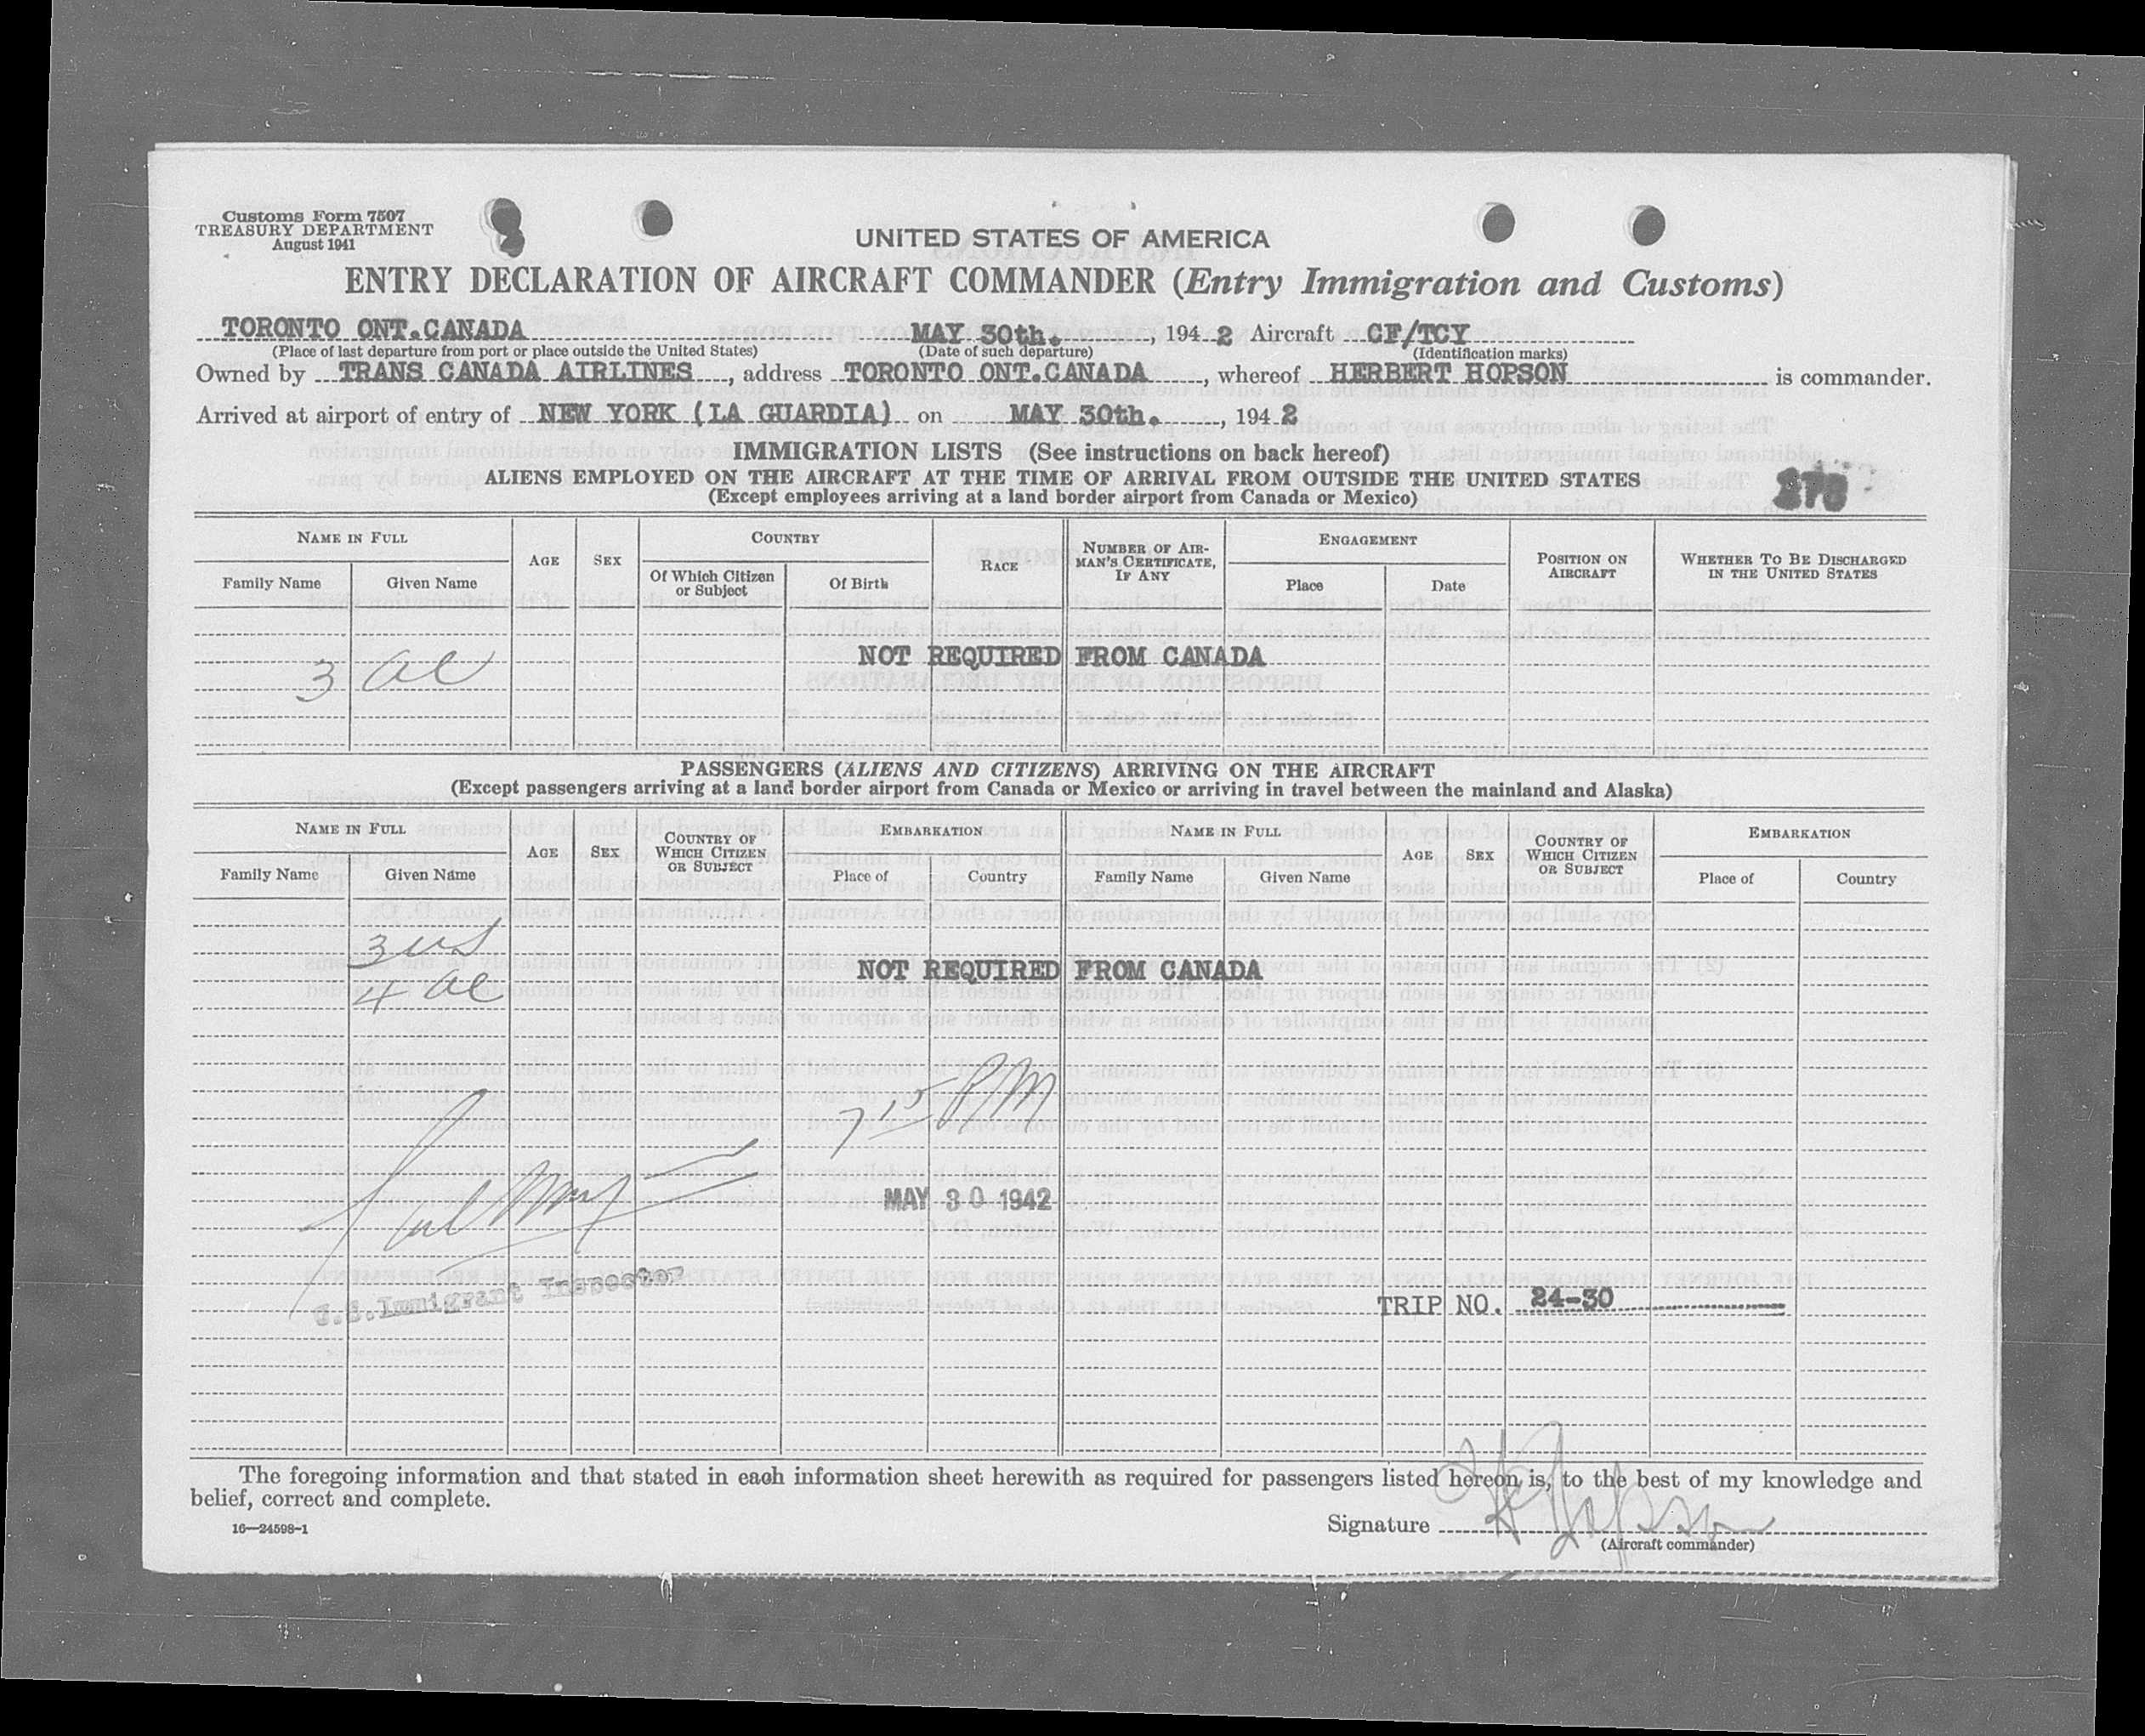 Customs Form 7507
TREASURY DEPARTMENT
August 1941
UNITED STATES OF AMERICA
ENTRY DECLARATION OF AIRCRAFT COMMANDER (Entry Immigration and Customs)
TORONTO ONT.CANADA MAY 30th. , 194 2 Aircraft CF/TCY
(Place of last departure from port or place outside the United States) (Date of such departure) (Identification marks)
Owned by TRANS CANADA AIRLINES , address TORONTO ONT.CANADA , whereof HERBERT HOPSON is commander.
Arrived at airport of entry of NEW YORK (LA GUARDIA) on MAY 30th. , 194 2
IMMIGRATION LISTS (See instructions on back hereof)
ALIENS EMPLOYED ON THE AIRCRAFT AT THE TIME OF ARRIVAL FROM OUTSIDE THE UNITED STATES
(Except employees arriving at a land border airport from Canada or Mexico)
NAME IN FULL AGE SEX COUNTRY RACE NUMBER OF AIRMAN'S CERTIFICATE, IF ANY ENGAGEMENT POSITION ON AIRCRAFT WHETHER TO BE DISCHARGED IN THE UNITED STATES
Family Name Given Name Of Which Citizen or Subject Of Birth Place Date
NOT REQUIRED FROM CANADA
3 al
PASSENGERS (ALIENS AND CITIZENS) ARRIVING ON THE AIRCRAFT
(Except passengers arriving at a land border airport from Canada or Mexico or arriving in travel between the mainland and Alaska)
NAME IN FULL AGE SEX COUNTRY OF WHICH CITIZEN OR SUBJECT EMBARKATION NAME IN FULL AGE SEX COUNTRY OF WHICH CITIZEN OR SUBJECT EMBARKATION
Family Name Given Name Place of Country Family Name Given Name Place of Country
3 us
NOT REQUIRED FROM CANADA
4 al
7 15 PM
MAY 30 1942
U.S.Immigrant Inspector
TRIP NO. 24-30
The foregoing information and that stated in each information sheet herewith as required for passengers listed hereon is, to the best of my knowledge and
belief, correct and complete.
16—24598-1
Signature H Hopson
(Aircraft commander)